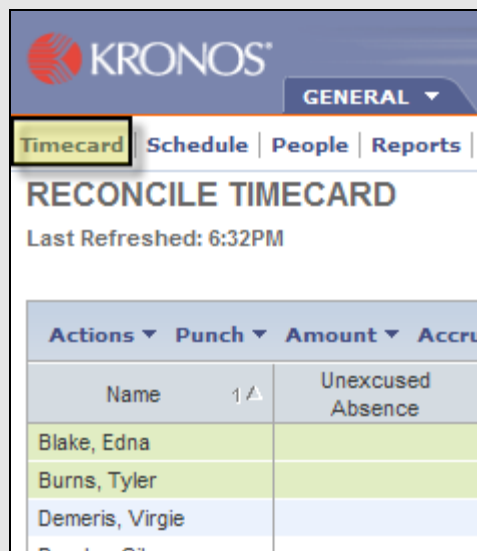 KRONOS
GENERAL
Timecard | Schedule | People | Reports |
RECONCILE TIMECARD
Last Refreshed: 6:32PM
Actions Punch Amount Accru
Name 1 Unexcused Absence
Blake, Edna
Burns, Tyler
Demeris, Virgie